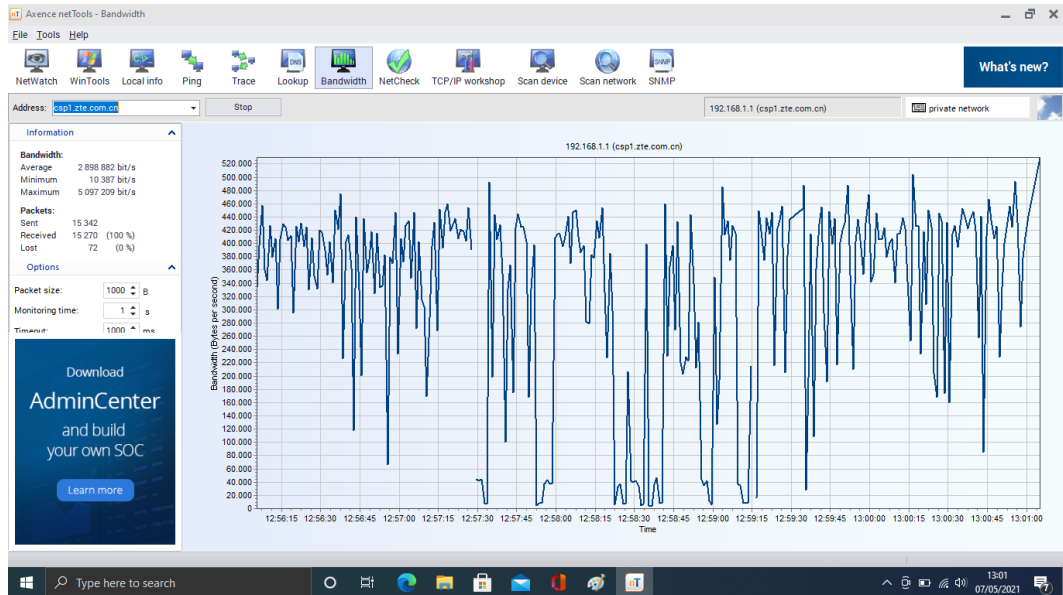 Axence netTools - Bandwidth
File Tools Help
NetWatch WinTools Local info Ping Trace Lookup Bandwidth NetCheck TCP/IP workshop Scan device Scan network SNMP
What's new?
Address: csp1.zte.com.cn Stop 192.168.1.1 (csp1.zte.com.cn) private network
Information
Bandwidth:
Average 2 898 882 bit/s
Minimum 10 387 bit/s
Maximum 5 097 209 bit/s
Packets:
Sent 15 342
Received 15 270 (100 %)
Lost 72 (0 %)
Options
Packet size: 1000 B
Monitoring time: 1 s
Timeout: 1000 ms
Download
AdminCenter
and build
your own SOC
Learn more
192.168.1.1 (csp1.zte.com.cn)
Bandwidth (Bytes per second)
520.000
500.000
480.000
460.000
440.000
420.000
400.000
380.000
360.000
340.000
320.000
300.000
280.000
260.000
240.000
220.000
200.000
180.000
160.000
140.000
120.000
100.000
80.000
60.000
40.000
20.000
0
12:56:15 12:56:30 12:56:45 12:57:00 12:57:15 12:57:30 12:57:45 12:58:00 12:58:15 12:58:30 12:58:45 12:59:00 12:59:15 12:59:30 12:59:45 13:00:00 13:00:15 13:00:30 13:00:45 13:01:00
Time
Type here to search
13:01
07/05/2021